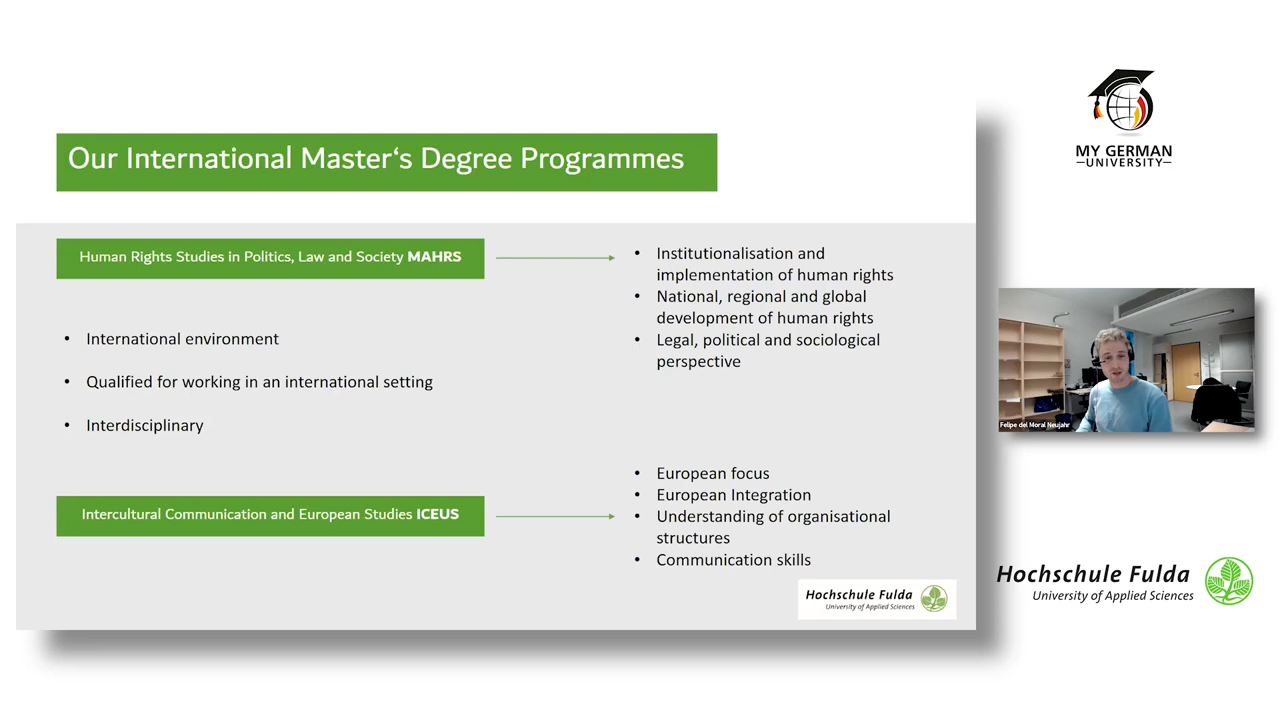 Our International Master‘s Degree Programmes
Human Rights Studies in Politics, Law and Society MAHRS
• Institutionalisation and
implementation of human rights
• National, regional and global
development of human rights
• Legal, political and sociological
perspective
• International environment
• Qualified for working in an international setting
• Interdisciplinary
Intercultural Communication and European Studies ICEUS
• European focus
• European Integration
• Understanding of organisational
structures
• Communication skills
Hochschule Fulda
University of Applied Sciences
MY GERMAN
UNIVERSITY
Felipe del Moral Neujahr
Hochschule Fulda
University of Applied Sciences